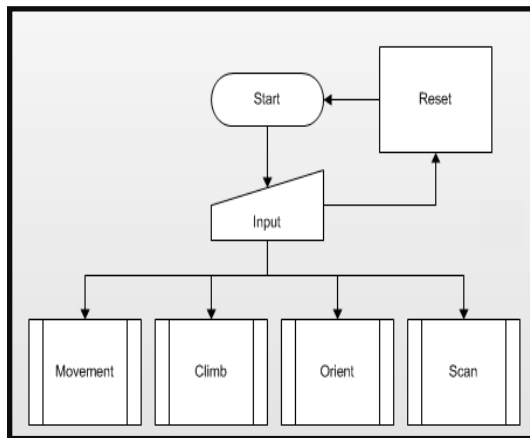 Start
Reset
Input
Movement
Climb
Orient
Scan